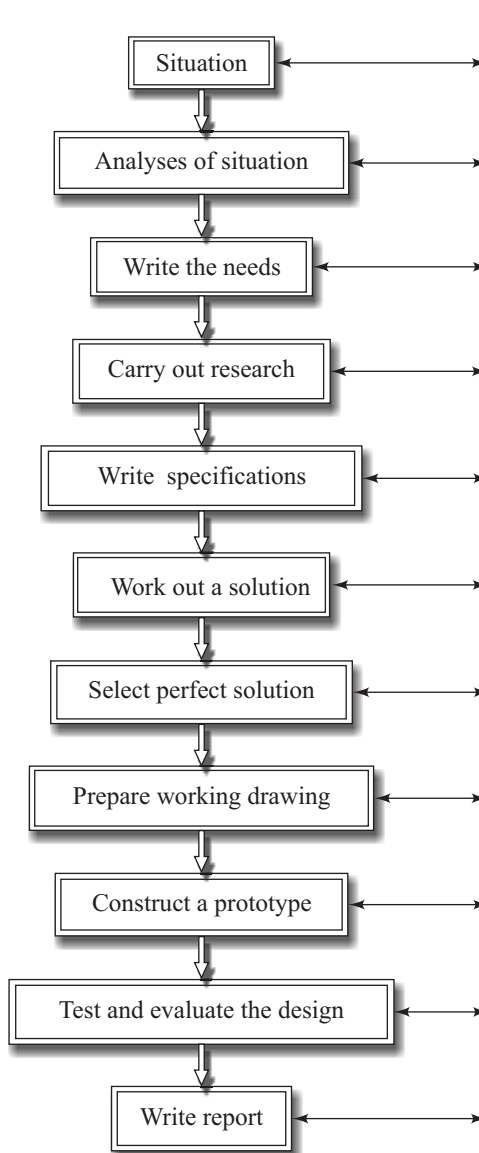 Situation
Analyses of situation
Write the needs
Carry out research
Write specifications
Work out a solution
Select perfect solution
Prepare working drawing
Construct a prototype
Test and evaluate the design
Write report